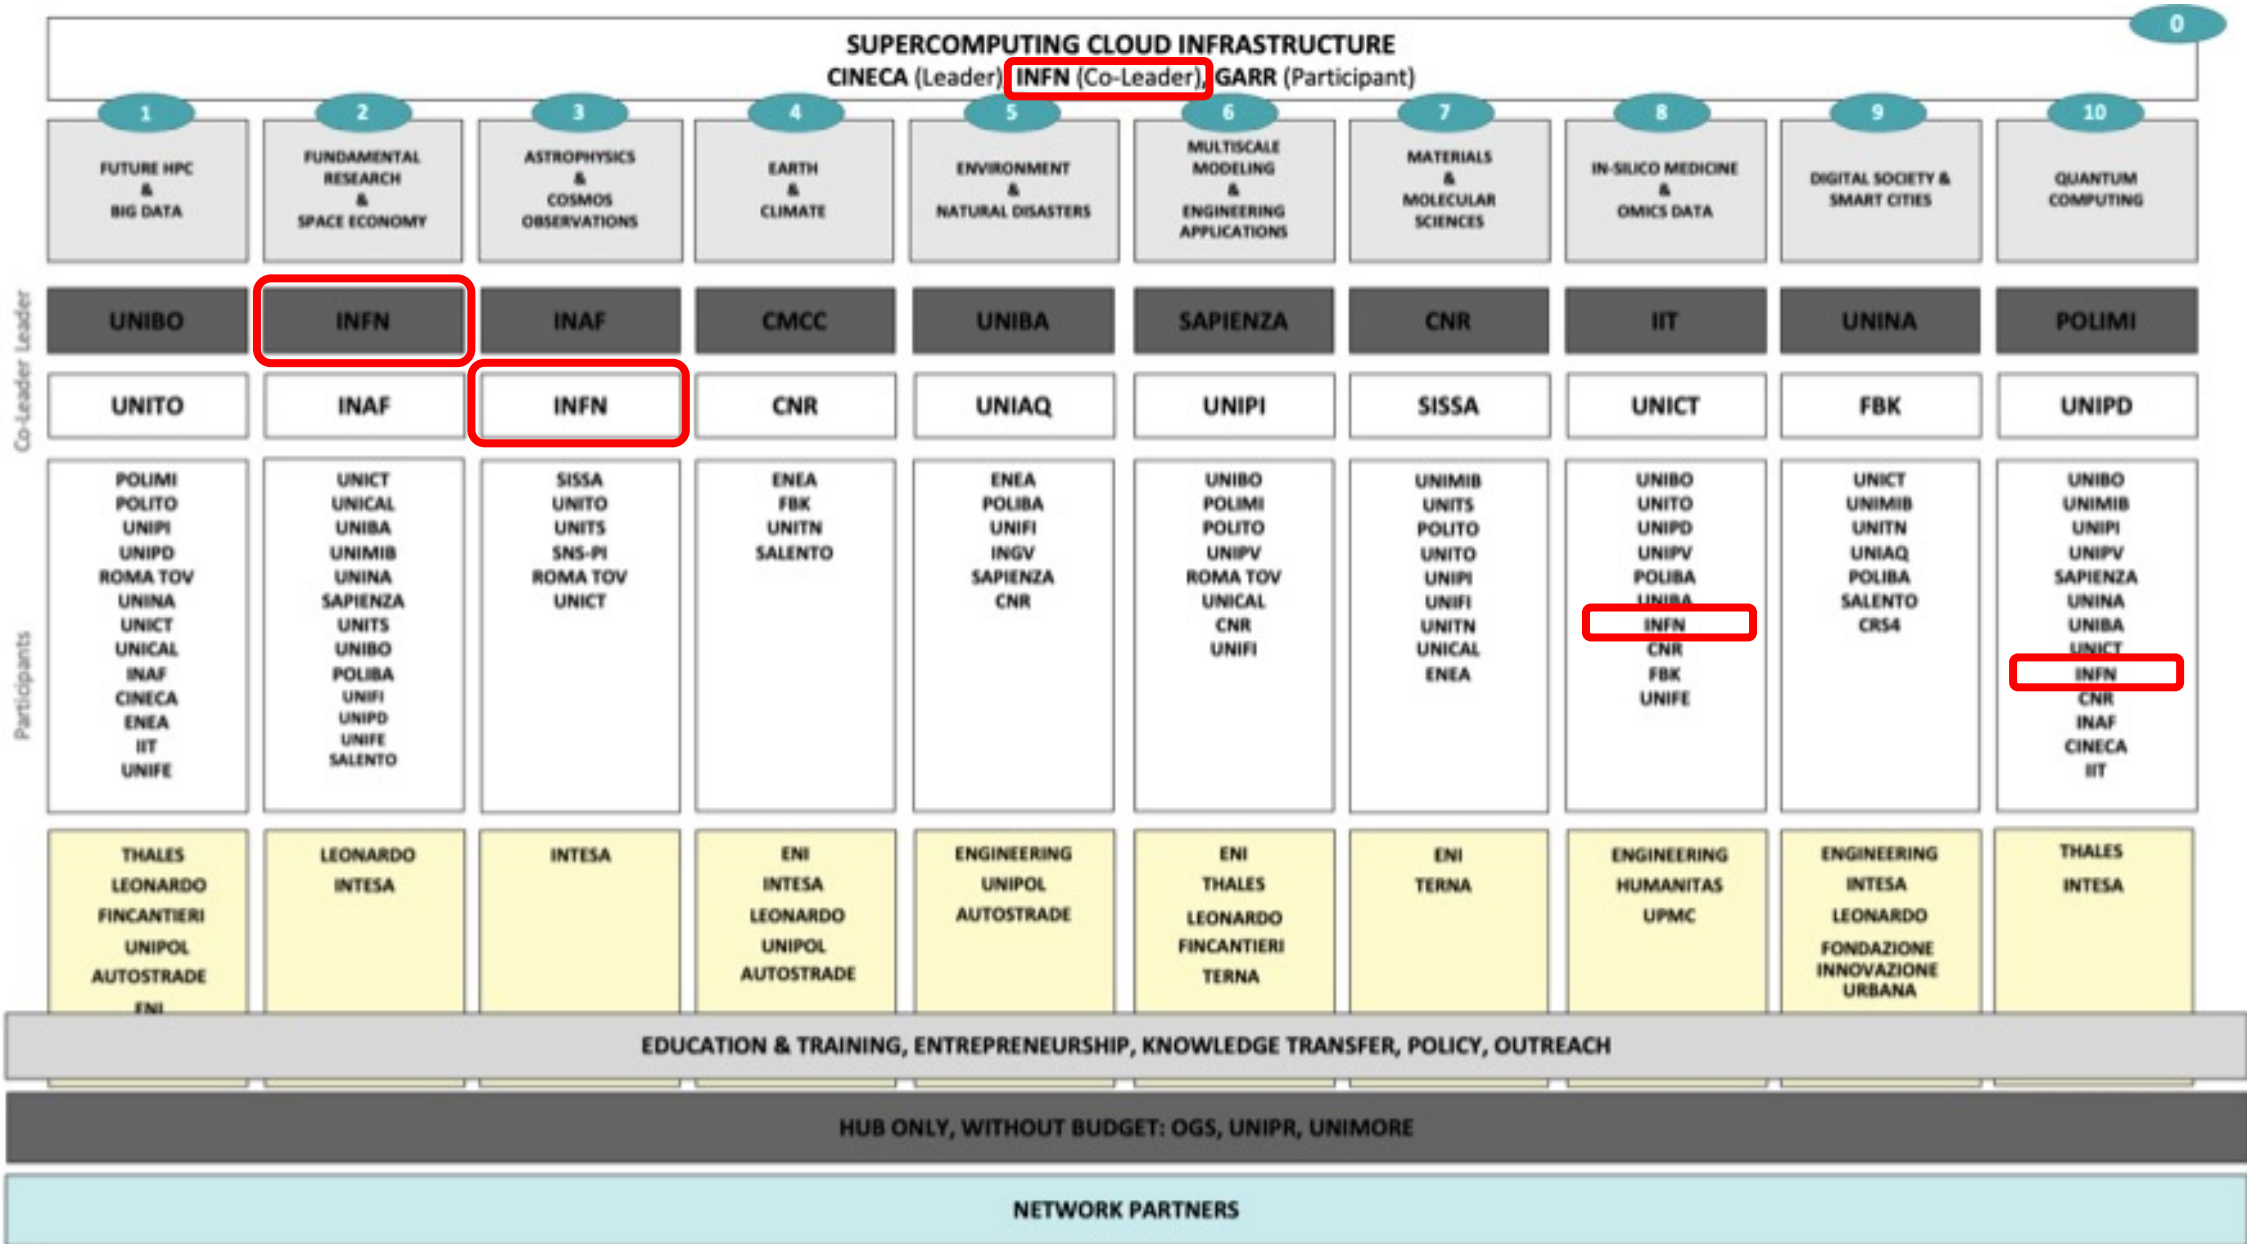 0
SUPERCOMPUTING CLOUD INFRASTRUCTURE
CINECA (Leader) INFN (Co-Leader), GARR (Participant)
1
FUTURE HPC
&
BIG DATA
2
FUNDAMENTAL
RESEARCH
&
SPACE ECONOMY
3
ASTROPHYSICS
&
COSMOS
OBSERVATIONS
4
EARTH
&
CLIMATE
5
ENVIRONMENT
&
NATURAL DISASTERS
6
MULTISCALE
MODELING
&
ENGINEERING
APPLICATIONS
7
MATERIALS
&
MOLECULAR
SCIENCES
8
IN-SILICO MEDICINE
&
OMICS DATA
9
DIGITAL SOCIETY &
SMART CITIES
10
QUANTUM
COMPUTING
Leader
UNIBO
INFN
INAF
CMCC
UNIBA
SAPIENZA
CNR
IIT
UNINA
POLIMI
Co-Leader
UNITO
INAF
INFN
CNR
UNIAQ
UNIPI
SISSA
UNICT
FBK
UNIPD
Participants
POLIMI
POLITO
UNIPI
UNIPD
ROMA TOV
UNINA
UNICT
UNICAL
INAF
CINECA
ENEA
IIT
UNIFE
UNICT
UNICAL
UNIBA
UNIMIB
UNINA
SAPIENZA
UNITS
UNIBO
POLIBA
UNIFI
UNIPD
UNIFE
SALENTO
SISSA
UNITO
UNITS
SNS-PI
ROMA TOV
UNICT
ENEA
FBK
UNITN
SALENTO
ENEA
POLIBA
UNIFI
INGV
SAPIENZA
CNR
UNIBO
POLIMI
POLITO
UNIPV
ROMA TOV
UNICAL
CNR
UNIFI
UNIMIB
UNITS
POLITO
UNITO
UNIPI
UNIFI
UNITN
UNICAL
ENEA
UNIBO
UNITO
UNIPD
UNIPV
POLIBA
UNIBA
INFN
CNR
FBK
UNIFE
UNICT
UNIMIB
UNITN
UNIAQ
POLIBA
SALENTO
CRS4
UNIBO
UNIMIB
UNIPI
UNIPV
SAPIENZA
UNINA
UNIBA
UNICT
INFN
CNR
INAF
CINECA
IIT
THALES
LEONARDO
FINCANTIERI
UNIPOL
AUTOSTRADE
ENI
LEONARDO
INTESA
INTESA
ENI
INTESA
LEONARDO
UNIPOL
AUTOSTRADE
ENGINEERING
UNIPOL
AUTOSTRADE
ENI
THALES
LEONARDO
FINCANTIERI
TERNA
ENI
TERNA
ENGINEERING
HUMANITAS
UPMC
ENGINEERING
INTESA
LEONARDO
FONDAZIONE
INNOVAZIONE
URBANA
THALES
INTESA
EDUCATION & TRAINING, ENTREPRENEURSHIP, KNOWLEDGE TRANSFER, POLICY, OUTREACH
HUB ONLY, WITHOUT BUDGET: OGS, UNIPR, UNIMORE
NETWORK PARTNERS